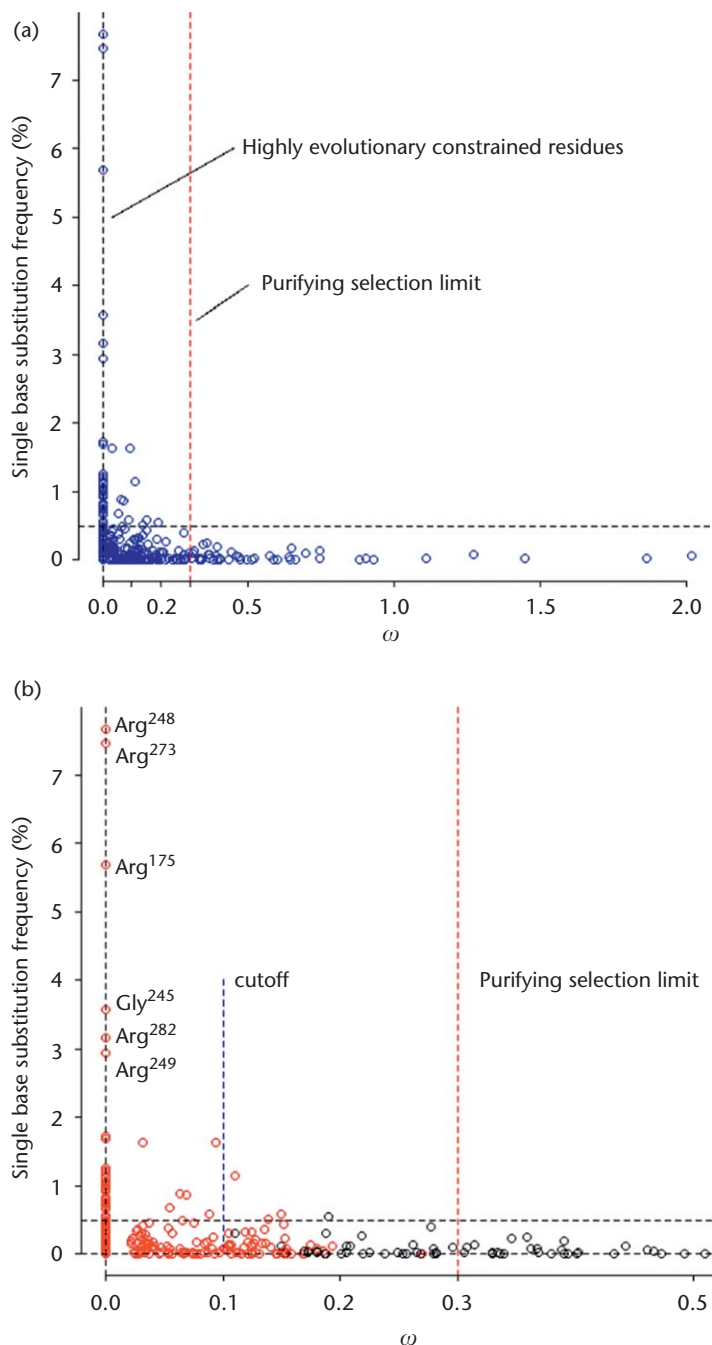 (a)
Single base substitution frequency (%)
7
6
5
4
3
2
1
0
Highly evolutionary constrained residues
Purifying selection limit
0.0 0.2 0.5 1.0 1.5 2.0
ω
(b)
Single base substitution frequency (%)
7
6
5
4
3
2
1
0
Arg248
Arg273
Arg175
Gly245
Arg282
Arg249
cutoff
Purifying selection limit
0.0 0.1 0.2 0.3 0.5
ω